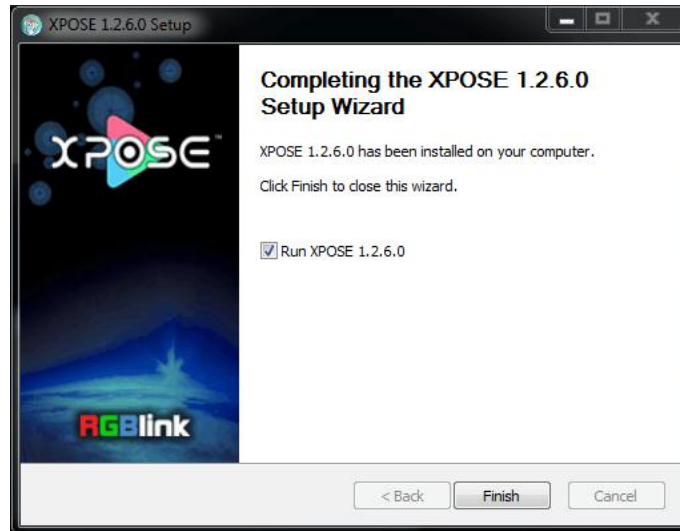 XPOSE 1.2.6.0 Setup
XPOSE™
RGBlink
Completing the XPOSE 1.2.6.0
Setup Wizard
XPOSE 1.2.6.0 has been installed on your computer.
Click Finish to close this wizard.
Run XPOSE 1.2.6.0
< Back Finish Cancel